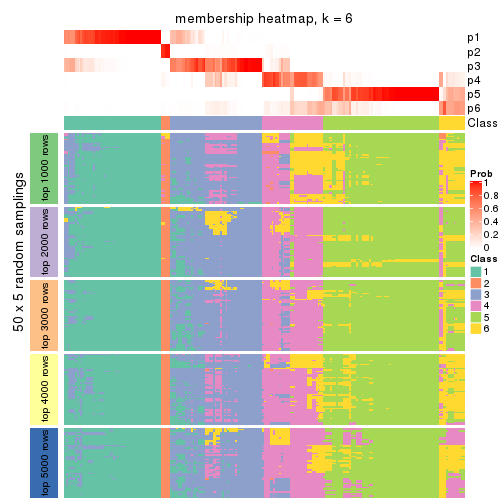 membership heatmap, k = 6
p1
p2
p3
p4
p5
p6
Class
50 x 5 random samplings
top 1000 rows
top 2000 rows
top 3000 rows
top 4000 rows
top 5000 rows
Prob
1
0.8
0.6
0.4
0.2
0
Class
1
2
3
4
5
6